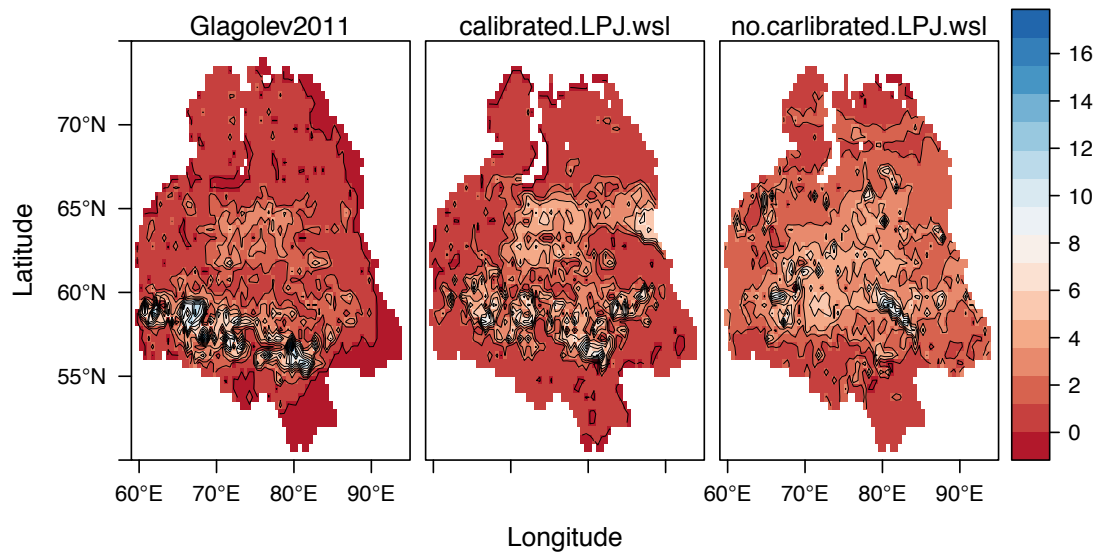 Glagolev2011 calibrated.LPJ.wsl no.carlibrated.LPJ.wsl
70°N
65°N
60°N
55°N
Latitude
60°E 70°E 80°E 90°E 60°E 70°E 80°E 90°E
Longitude
16
14
12
10
8
6
4
2
0